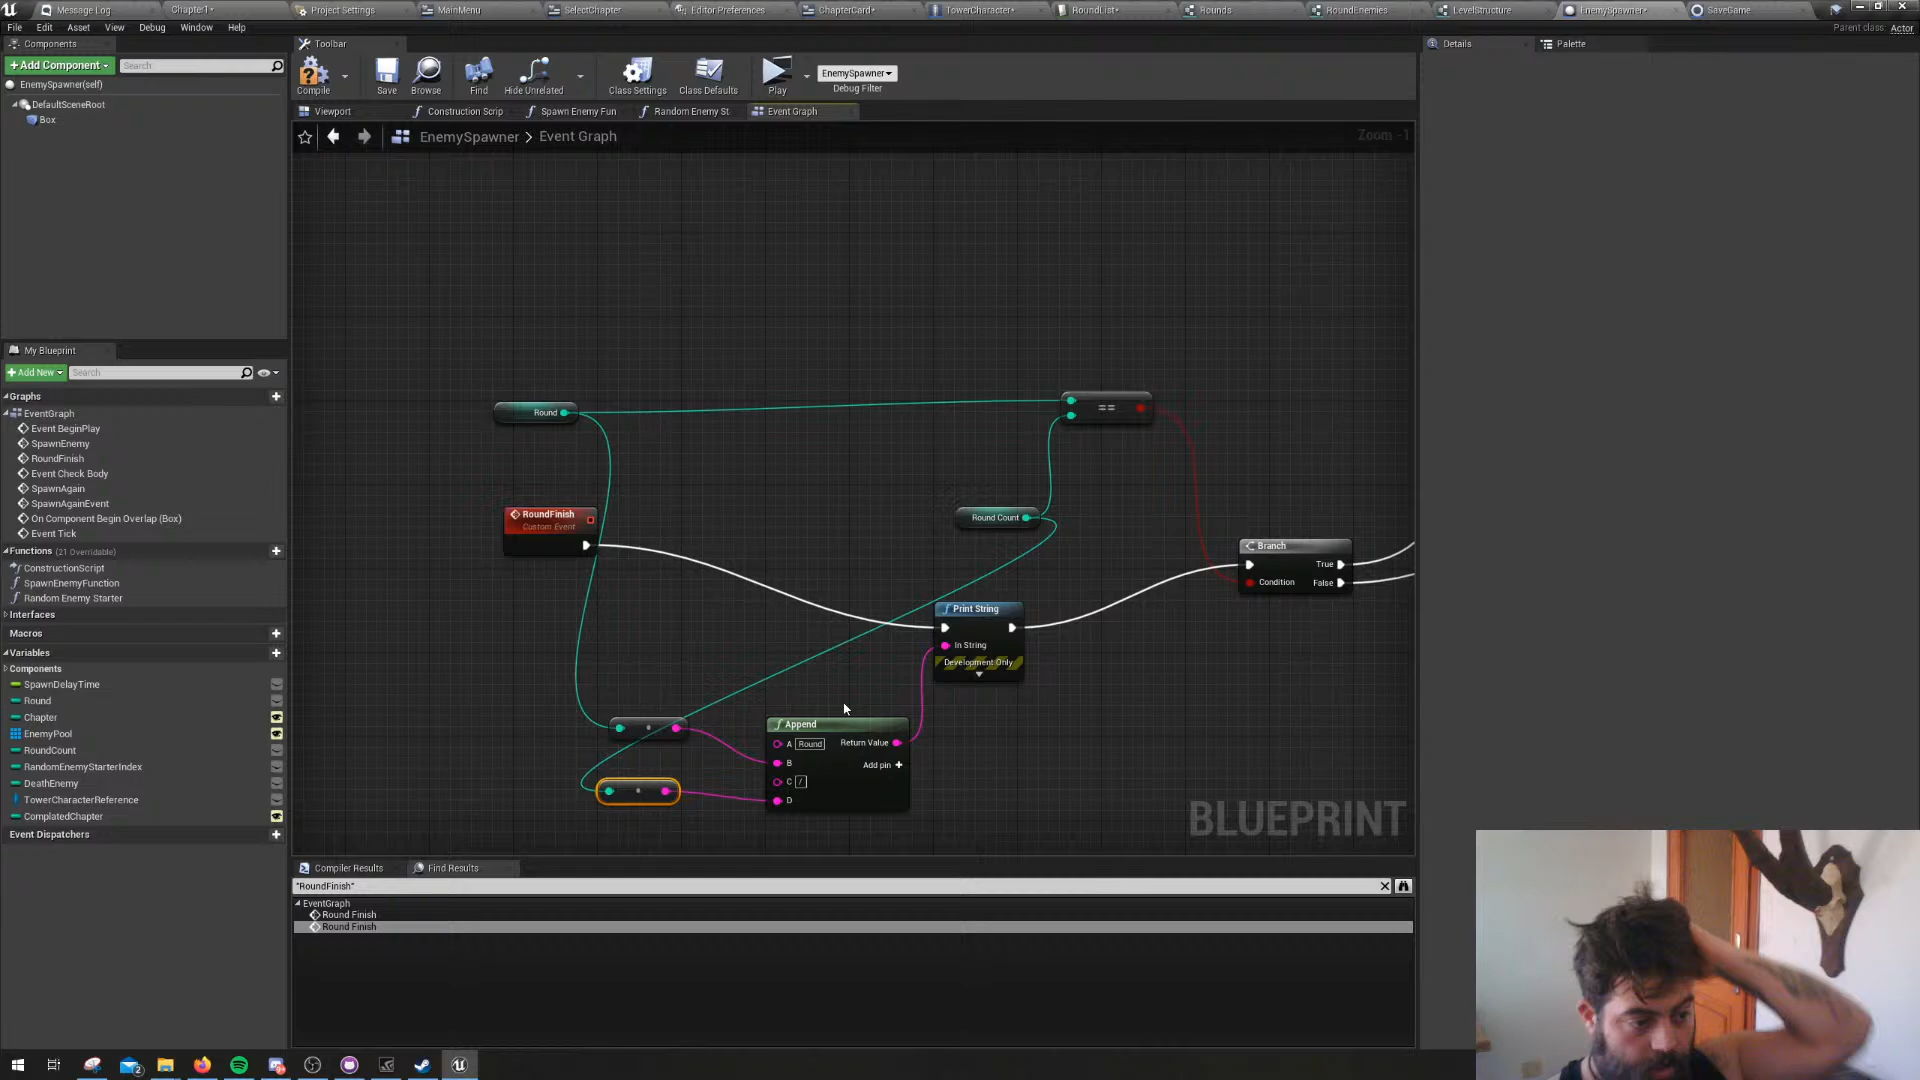 Message Log
Chapter1*
Project Settings
MainMenu
SelectChapter
EditorPreferences
ChapterCard*
TowerCharacter*
RoundList*
Rounds
RoundEnemies
LevelStructure
EnemySpawner*
SaveGame
File Edit Asset View Debug Window Help
Parent class: Actor
Components
Toolbar
Details
Palette
+Add Component
Search
EnemySpawner(self)
DefaultSceneRoot
Box
Compile
Save
Browse
Find
Hide Unrelated
Class Settings
Class Defaults
Play
EnemySpawner
Debug Filter
Viewport
Construction Scrip
Spawn Enemy Fun
Random Enemy St
Event Graph
EnemySpawner > Event Graph
Zoom -1
My Blueprint
+Add New
Search
Graphs
EventGraph
Event BeginPlay
SpawnEnemy
RoundFinish
Event Check Body
SpawnAgain
SpawnAgainEvent
On Component Begin Overlap (Box)
Event Tick
Functions (21 Overridable)
ConstructionScript
SpawnEnemyFunction
Random Enemy Starter
Interfaces
Macros
Variables
Components
SpawnDelayTime
Round
Chapter
EnemyPool
RoundCount
RandomEnemyStarterIndex
DeathEnemy
TowerCharacterReference
ComplatedChapter
Event Dispatchers
Round
==
RoundFinish
Custom Event
Round Count
Branch
True
Condition
False
Print String
In String
Development Only
Append
A Round
Return Value
B
Add pin +
C /
D
BLUEPRINT
Compiler Results
Find Results
"RoundFinish"
EventGraph
Round Finish
Round Finish
2